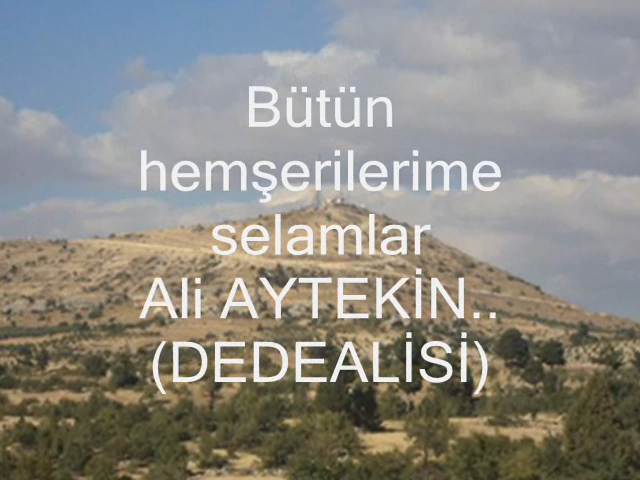 Bütün
hemşerilerime
selamlar
Ali AYTEKİN..
(DEDEALİSİ)